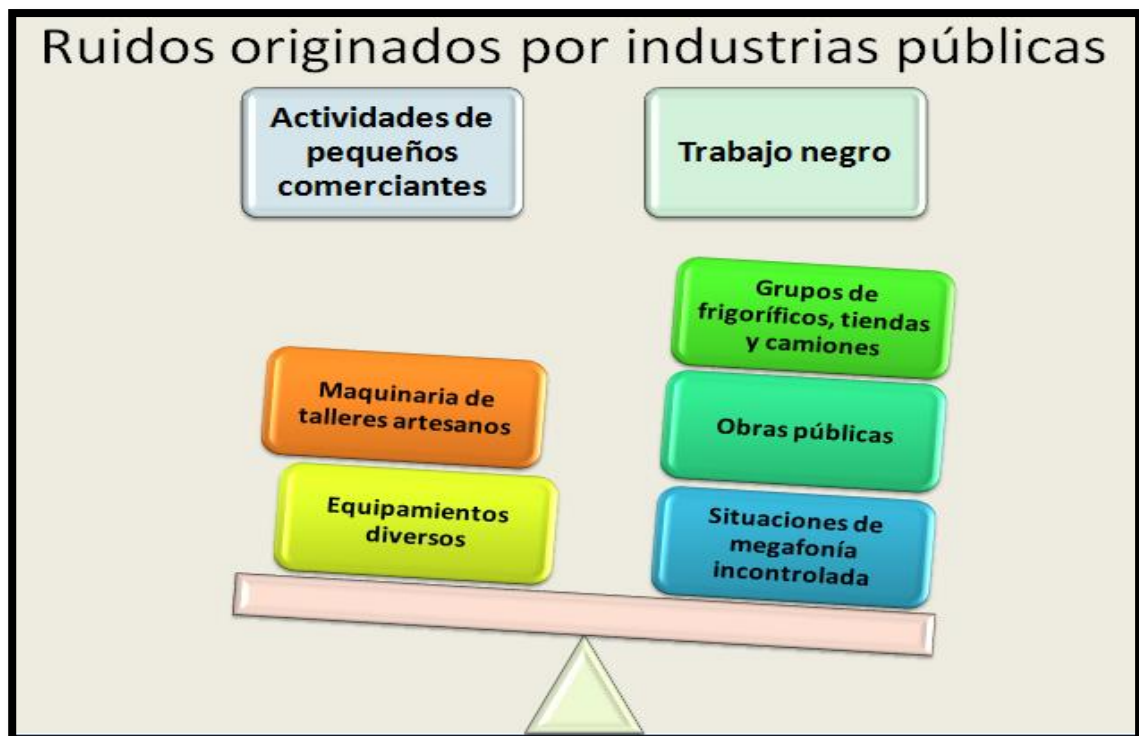 Ruidos originados por industrias públicas
Actividades de
pequeños
comerciantes
Trabajo negro
Maquinaria de
talleres artesanos
Equipamientos
diversos
Grupos de
frigoríficos, tiendas
y camiones
Obras públicas
Situaciones de
megafonía
incontrolada